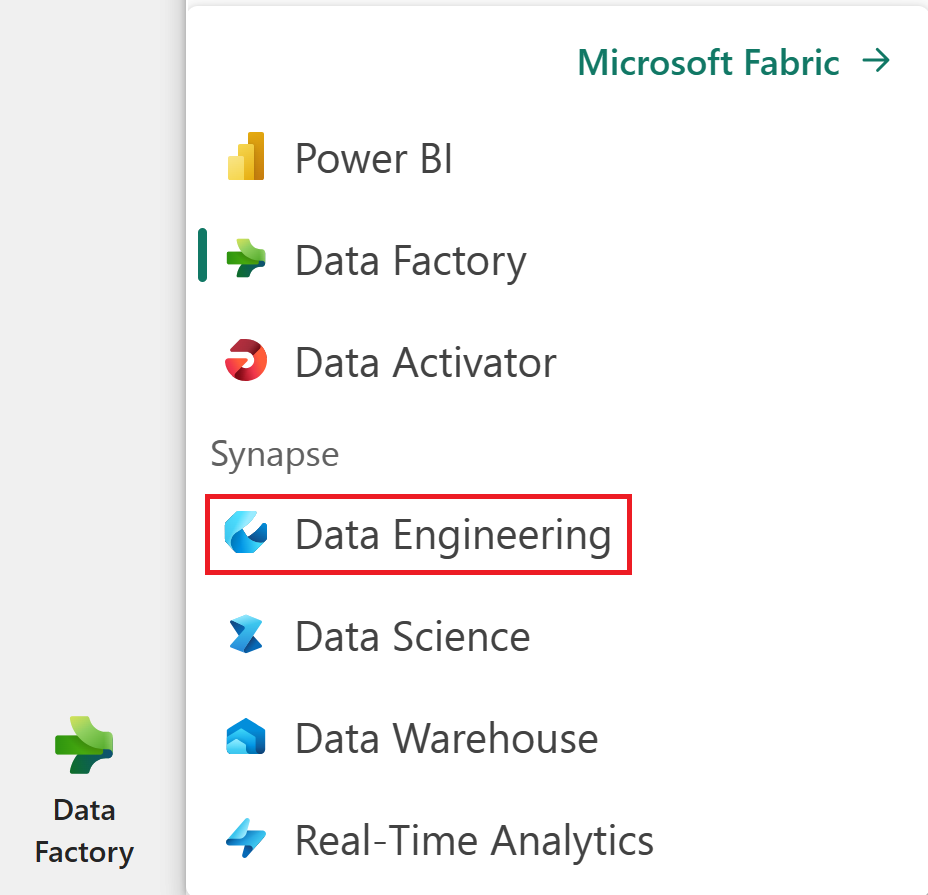 Microsoft Fabric
Power BI
Data Factory
Data Activator
Synapse
Data Engineering
Data Science
Data Warehouse
Real-Time Analytics
Data
Factory